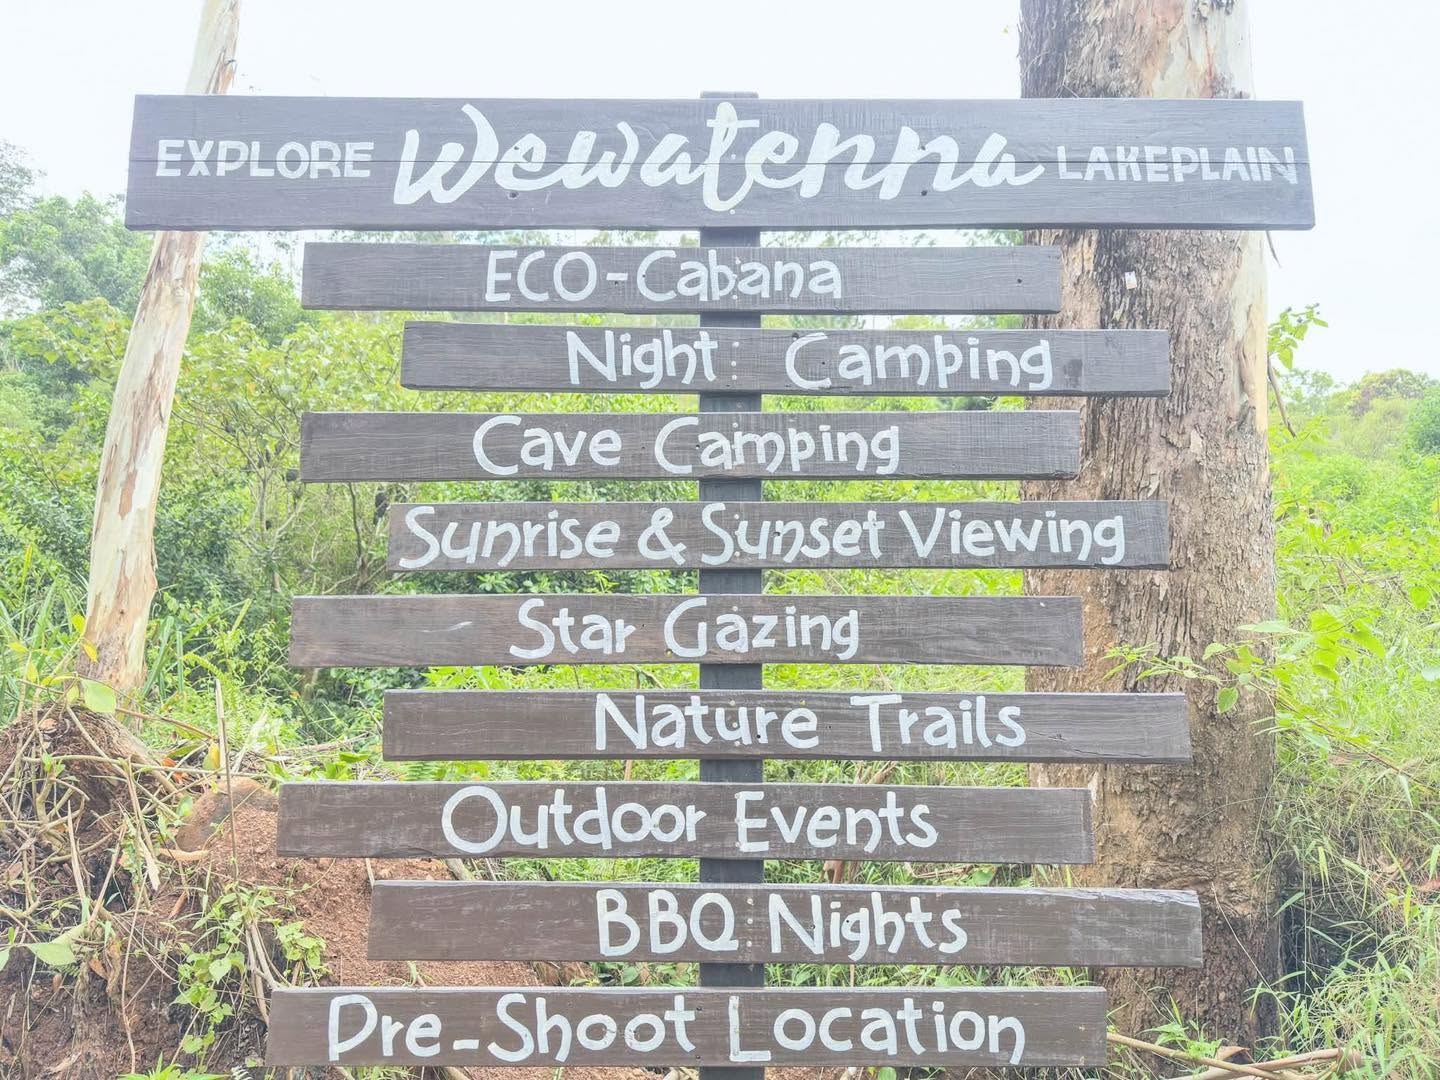 EXPLORE Wewatenna LAKEPLAIN
ECO-Cabana
Night Camping
Cave Camping
Sunrise & Sunset Viewing
Star Gazing
Nature Trails
Outdoor Events
BBQ Nights
Pre-Shoot Location